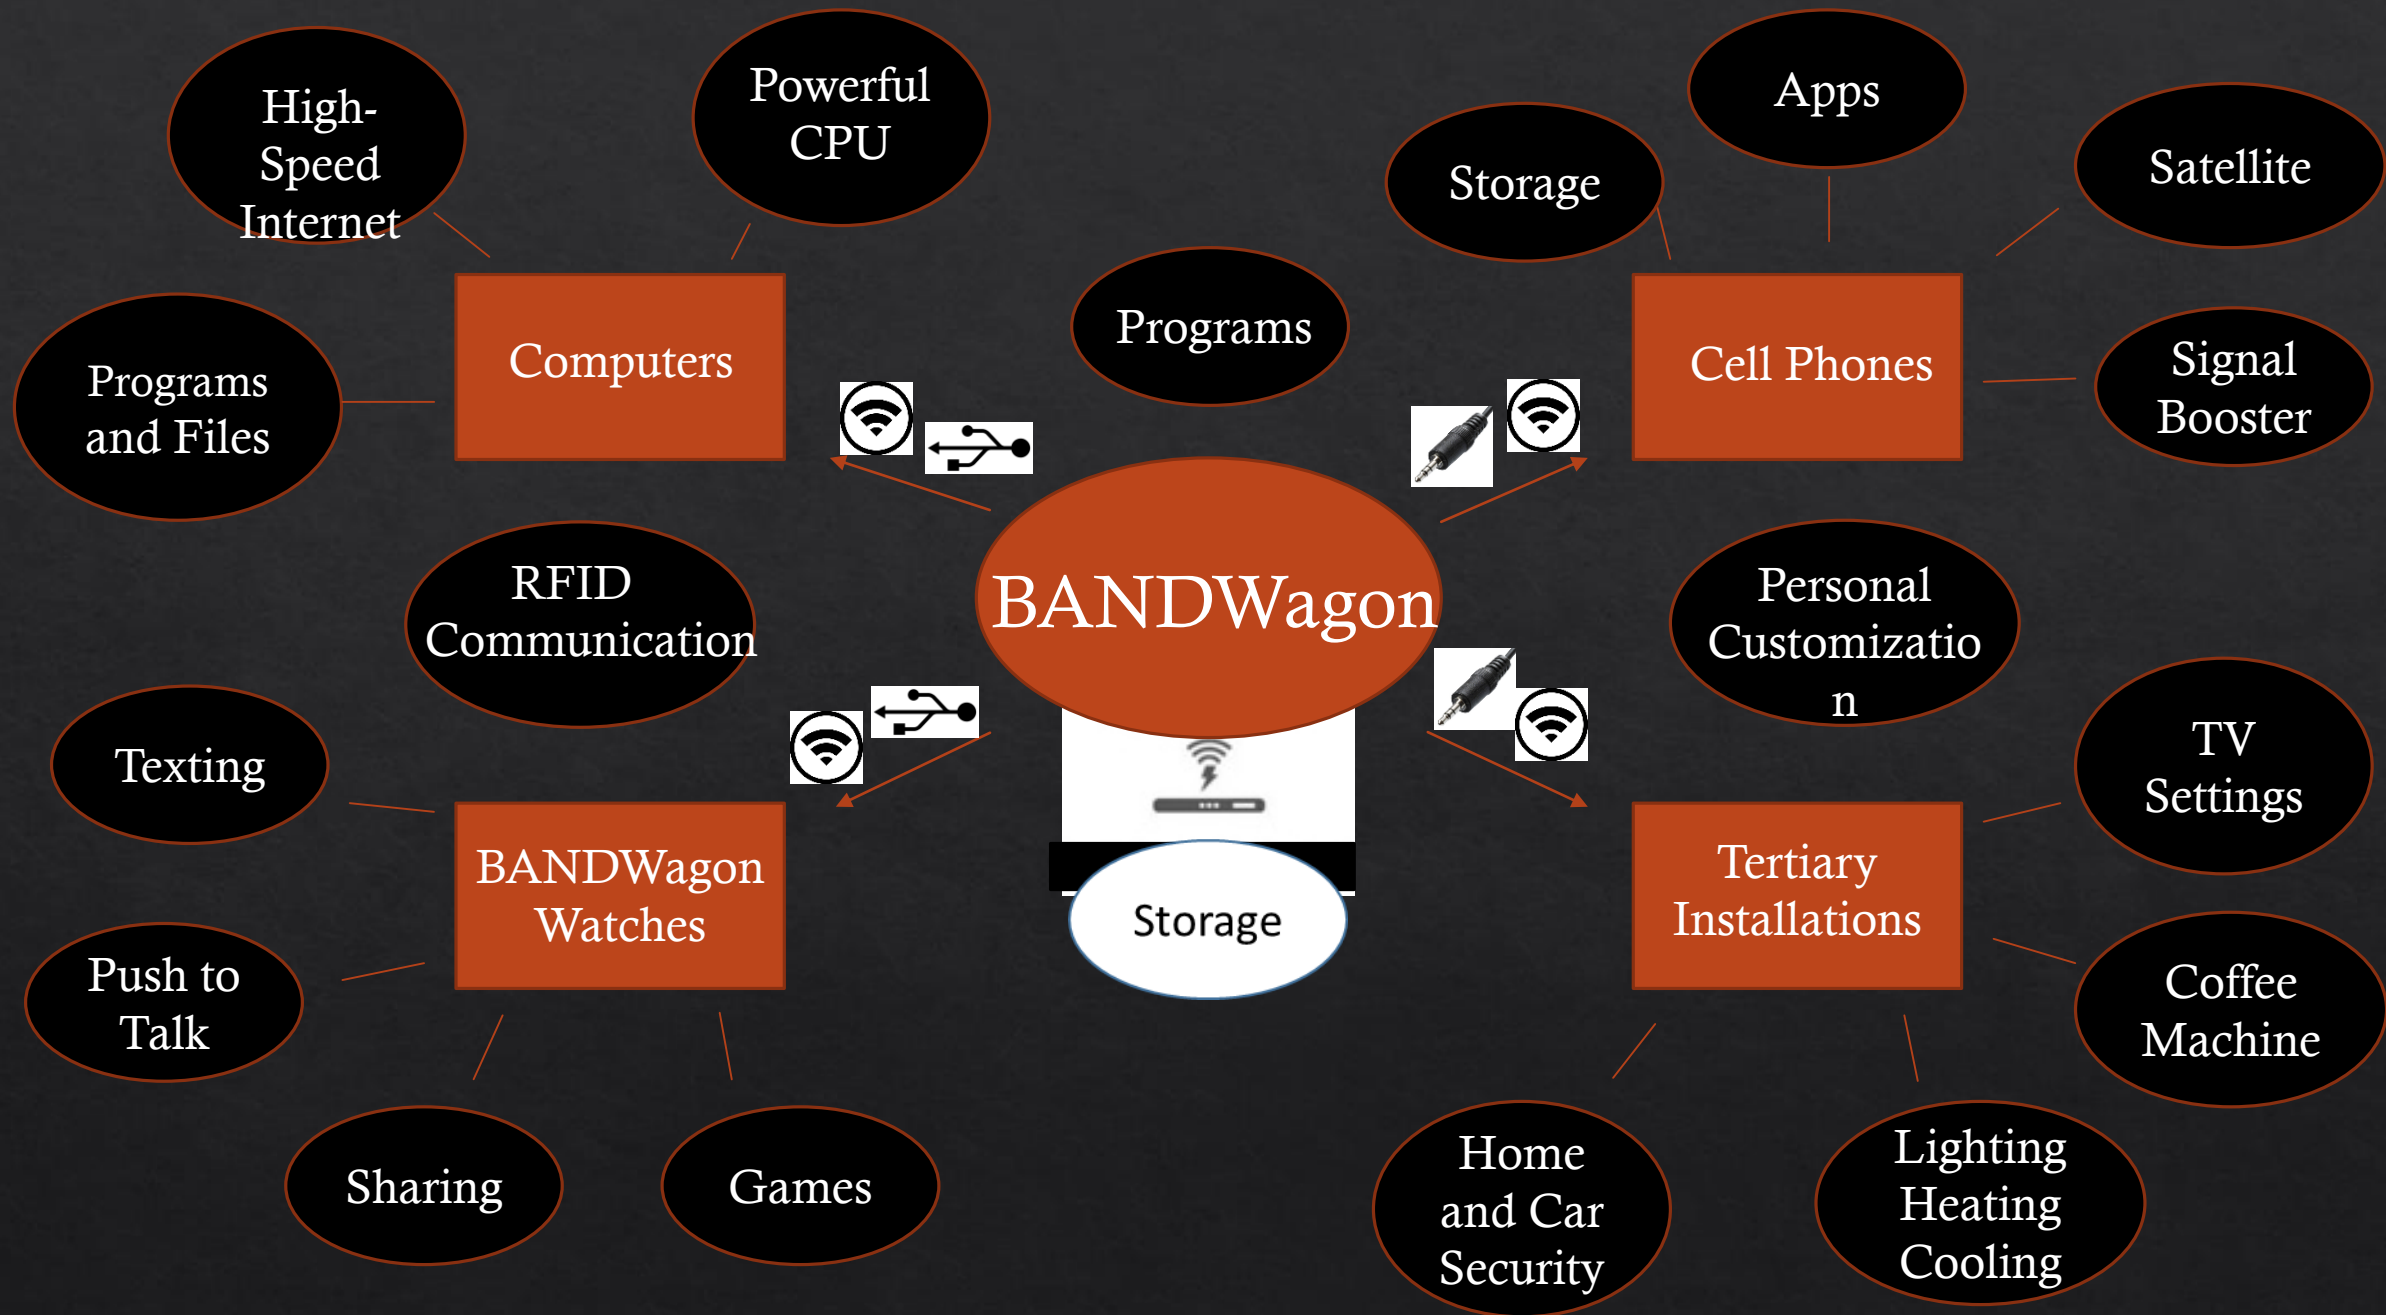 High-
Speed
Internet
Powerful
CPU
Apps
Storage
Satellite
Programs
Computers
Cell Phones
Signal
Booster
Programs
and Files
RFID
Communication
BANDWagon
Personal
Customizatio
n
Texting
TV
Settings
BANDWagon
Watches
Storage
Tertiary
Installations
Push to
Talk
Coffee
Machine
Sharing
Games
Home
and Car
Security
Lighting
Heating
Cooling